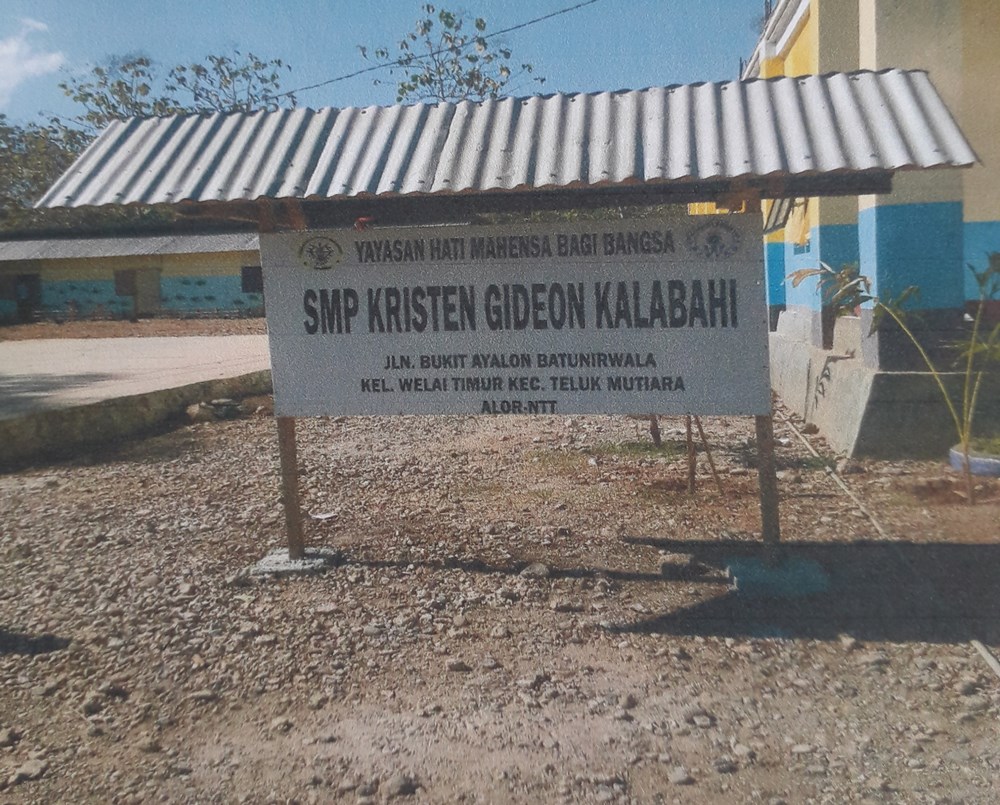 YAYASAN HATI MAHENSA BAGI BANGSA
SMP KRISTEN GIDEON KALABAHI
JLN. BUKIT AYALON BATUNIRWALA
KEL. WELAI TIMUR KEC. TELUK MUTIARA
ALOR-NTT